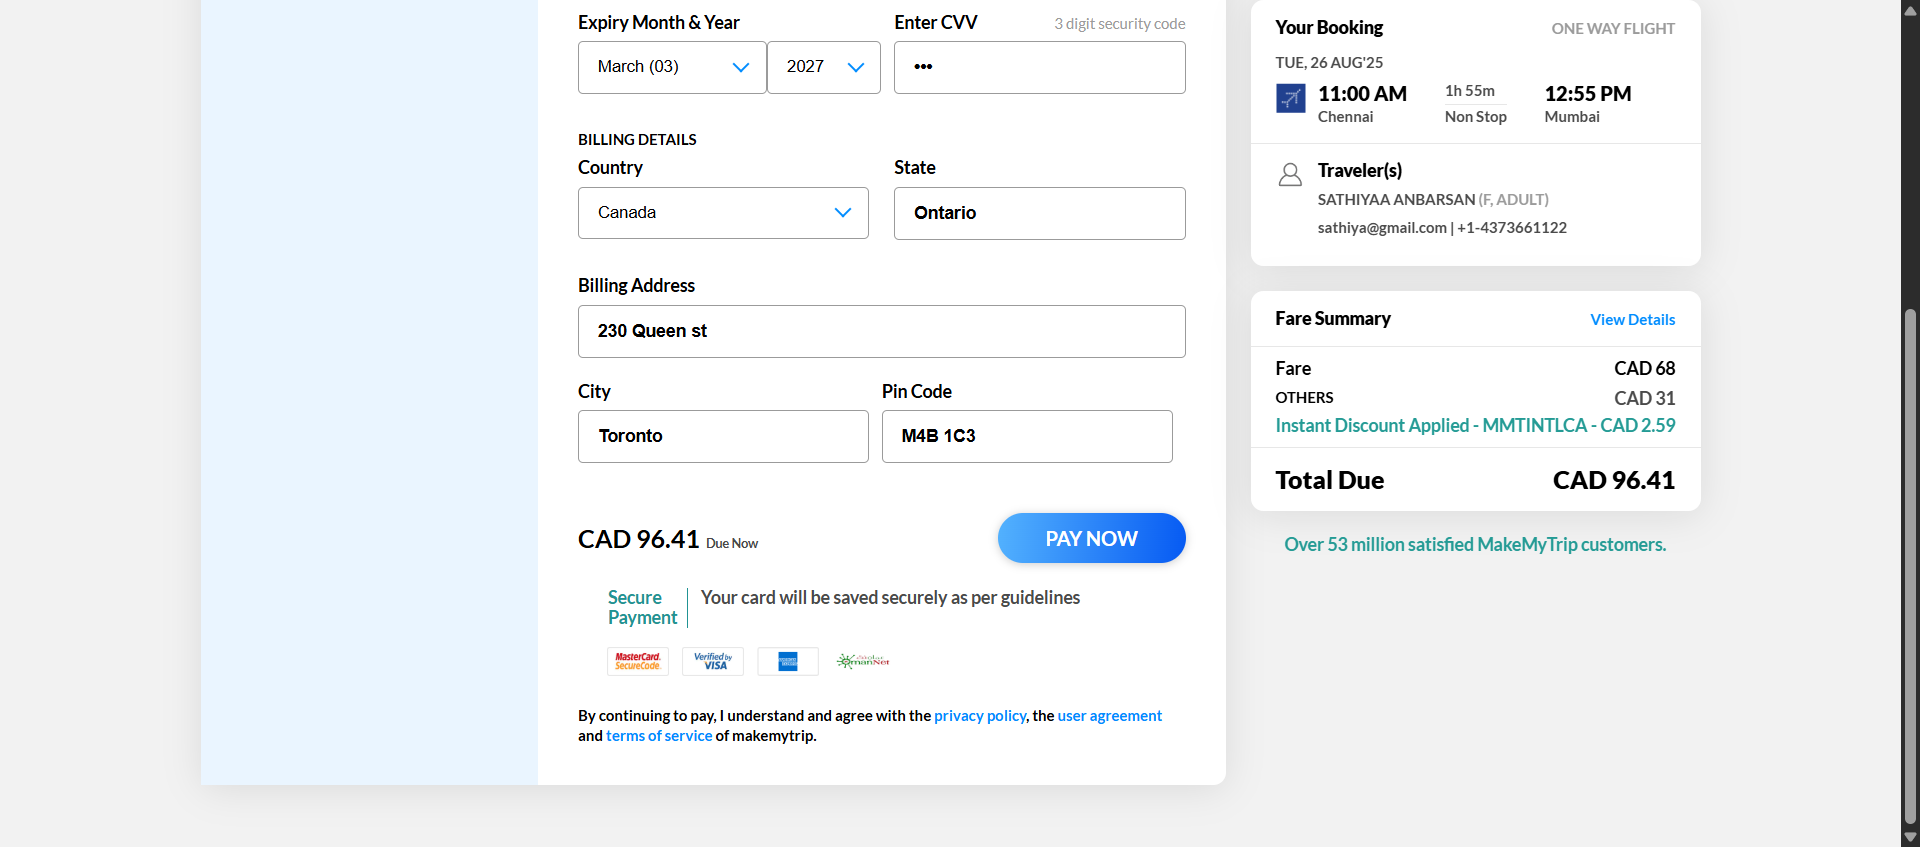 Expiry Month & Year
Enter CVV
3 digit security code
March (03)
2027
•••
BILLING DETAILS
Country
State
Canada
Ontario
Billing Address
230 Queen st
City
Pin Code
Toronto
M4B 1C3
CAD 96.41 Due Now
PAY NOW
Secure
Payment
Your card will be saved securely as per guidelines
MasterCard.
SecureCode.
Verified by
VISA
OmanNet
By continuing to pay, I understand and agree with the privacy policy, the user agreement
and terms of service of makemytrip.
Your Booking
ONE WAY FLIGHT
TUE, 26 AUG'25
11:00 AM
1h 55m
12:55 PM
Chennai
Non Stop
Mumbai
Traveler(s)
SATHIYAA ANBARSAN (F, ADULT)
sathiya@gmail.com | +1-4373661122
Fare Summary
View Details
Fare
CAD 68
OTHERS
CAD 31
Instant Discount Applied - MMTINTLCA - CAD 2.59
Total Due
CAD 96.41
Over 53 million satisfied MakeMyTrip customers.